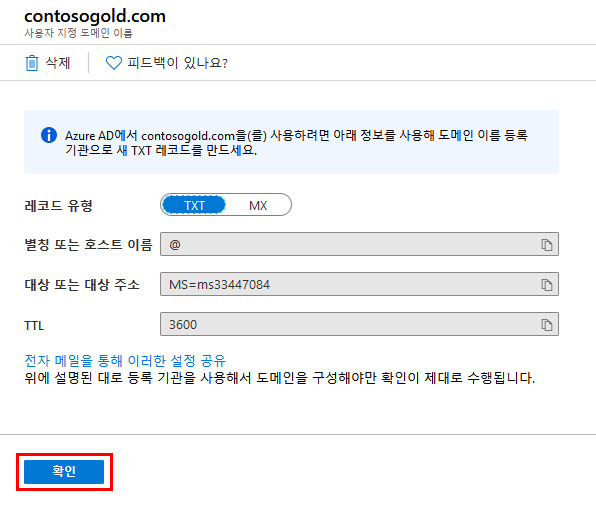 contosogold.com
사용자 지정 도메인 이름
삭제
피드백이 있나요?
Azure AD에서 contosogold.com을(를) 사용하려면 아래 정보를 사용해 도메인 이름 등록
기관으로 새 TXT 레코드를 만드세요.
레코드 유형 TXT MX
별칭 또는 호스트 이름 @
대상 또는 대상 주소 MS=ms33447084
TTL 3600
전자 메일을 통해 이러한 설정 공유
위에 설명된 대로 등록 기관을 사용해서 도메인을 구성해야만 확인이 제대로 수행됩니다.
확인